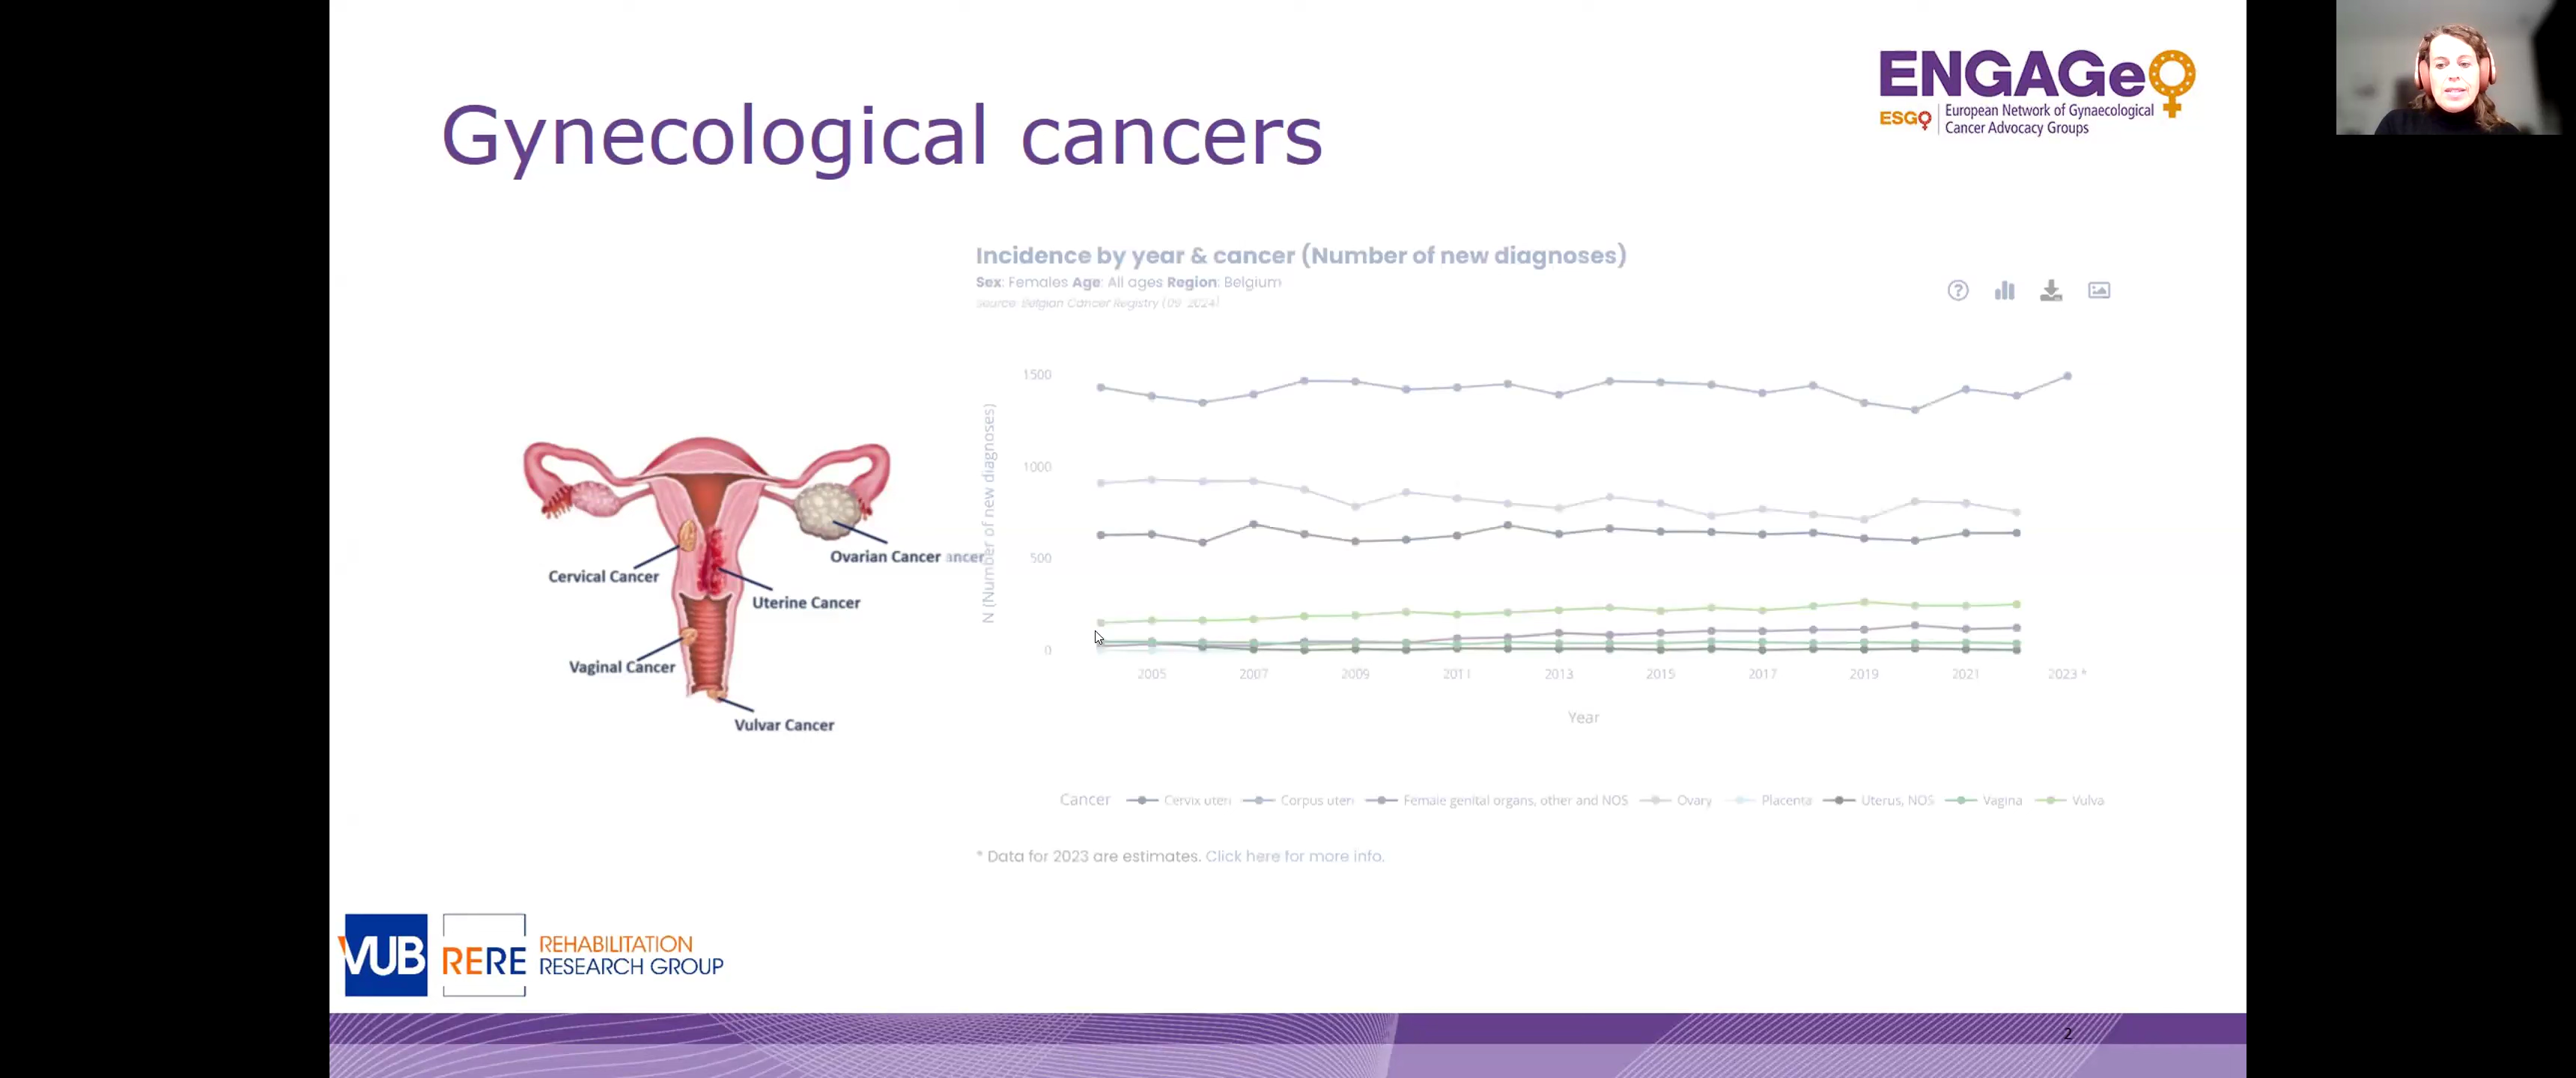 Gynecological cancers
ENGAGe
ESGO
European Network of Gynaecological
Cancer Advocacy Groups
Incidence by year & cancer (Number of new diagnoses)
Sex: Females Age: All ages Region: Belgium
Source: Belgian Cancer Registry (09-2024)
N (Number of new diagnoses)
1500
1000
500
0
2005 2007 2009 2011 2013 2015 2017 2019 2021 2023 *
Year
Cancer Cervix uteri Corpus uteri Female genital organs, other and NOS Ovary Placenta Uterus, NOS Vagina Vulva
* Data for 2023 are estimates. Click here for more info.
Ovarian Cancer ancer
Cervical Cancer
Uterine Cancer
Vaginal Cancer
Vulvar Cancer
VUB
RERE
REHABILITATION
RESEARCH GROUP
2